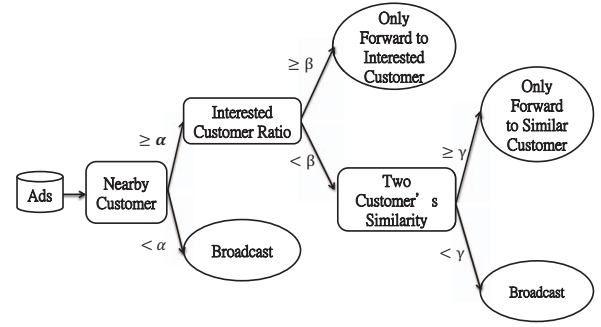 Ads
Nearby
Customer
≥ α
< α
Interested
Customer Ratio
Broadcast
≥ β
< β
Only
Forward to
Interested
Customer
Two
Customer’ s
Similarity
≥ γ
< γ
Only
Forward
to Similar
Customer
Broadcast